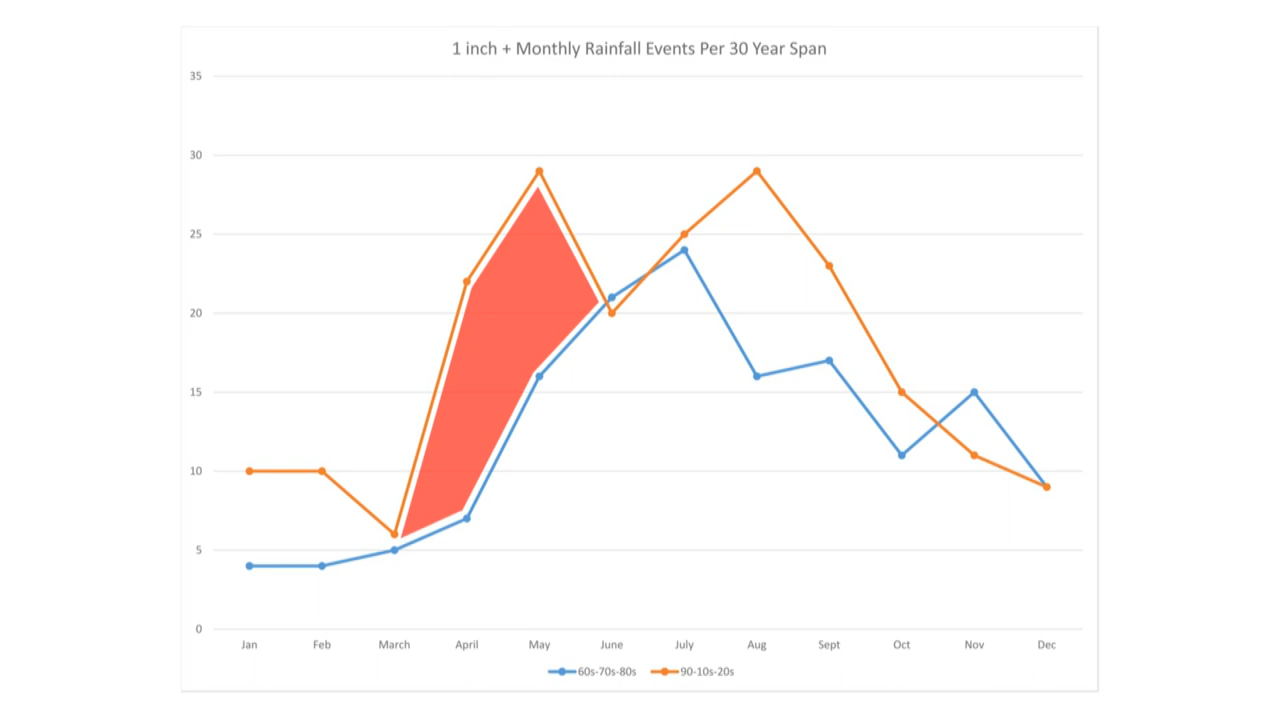 1 inch + Monthly Rainfall Events Per 30 Year Span
35
30
25
20
15
10
5
0
Jan Feb March April May June July Aug Sept Oct Nov Dec
60s-70s-80s 90-10s-20s